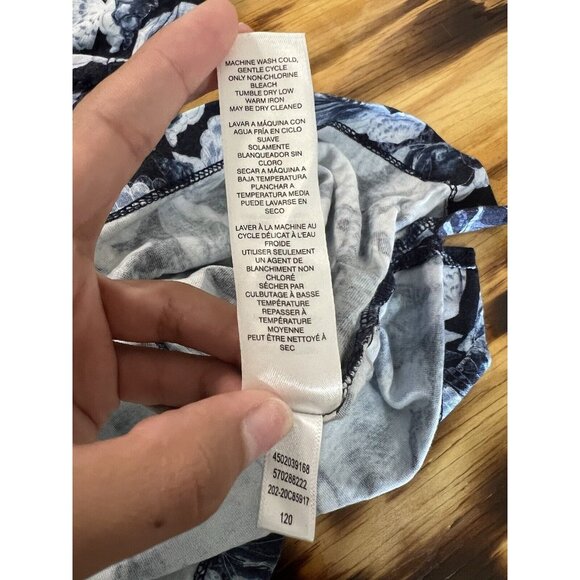 MACHINE WASH COLD,
GENTLE CYCLE
ONLY NON-CHLORINE
BLEACH
TUMBLE DRY LOW
WARM IRON
MAY BE DRY CLEANED
LAVAR A MÁQUINA CON
AGUA FRÍA EN CICLO
SUAVE
SOLAMENTE
BLANQUEADOR SIN
CLORO
SECAR A MÁQUINA A
BAJA TEMPERATURA
PLANCHAR A
TEMPERATURA MEDIA
PUEDE LAVARSE EN
SECO
LAVER À LA MACHINE AU
CYCLE DÉLICAT À L'EAU
FROIDE
UTILISER SEULEMENT
UN AGENT DE
BLANCHIMENT NON
CHLORÉ
SÉCHER PAR
CULBUTAGE À BASSE
TEMPÉRATURE
REPASSER À
TEMPÉRATURE
MOYENNE
PEUT ÊTRE NETTOYÉ À
SEC
4502039168
570288222
202-20C85917
120